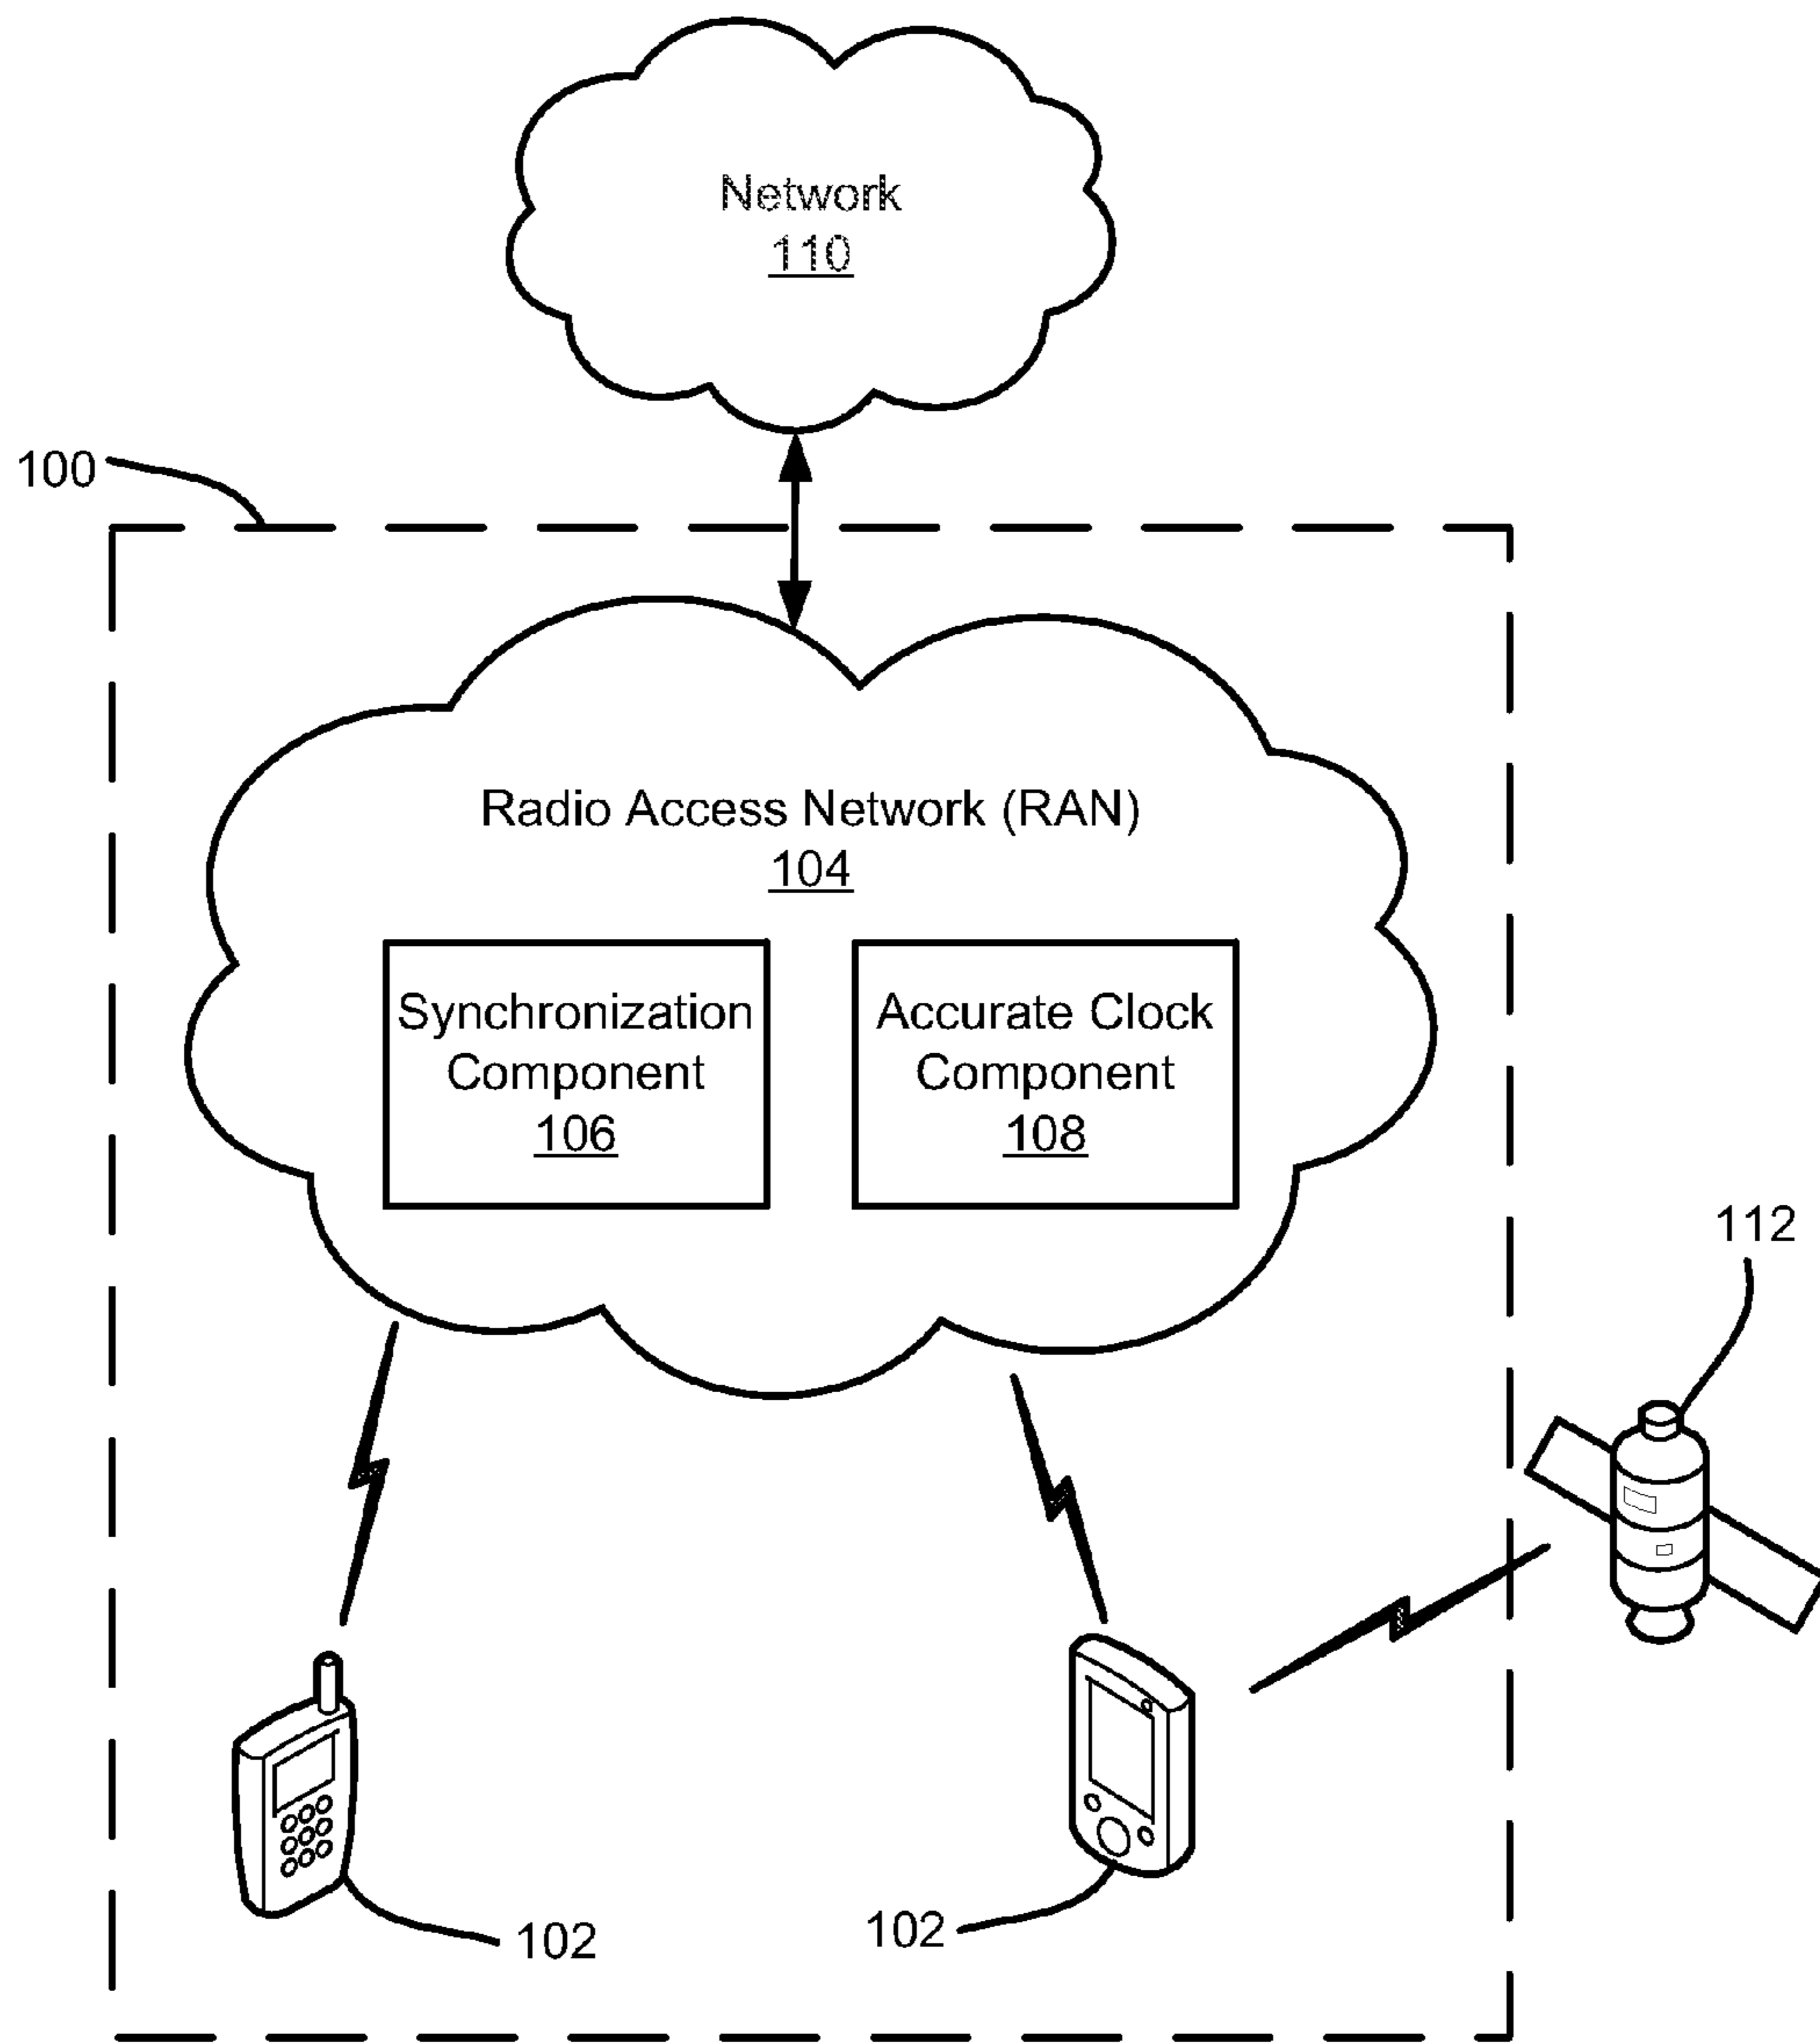 Network
110
100
Radio Access Network (RAN)
104
Synchronization
Component
106
Accurate Clock
Component
108
112
102
102